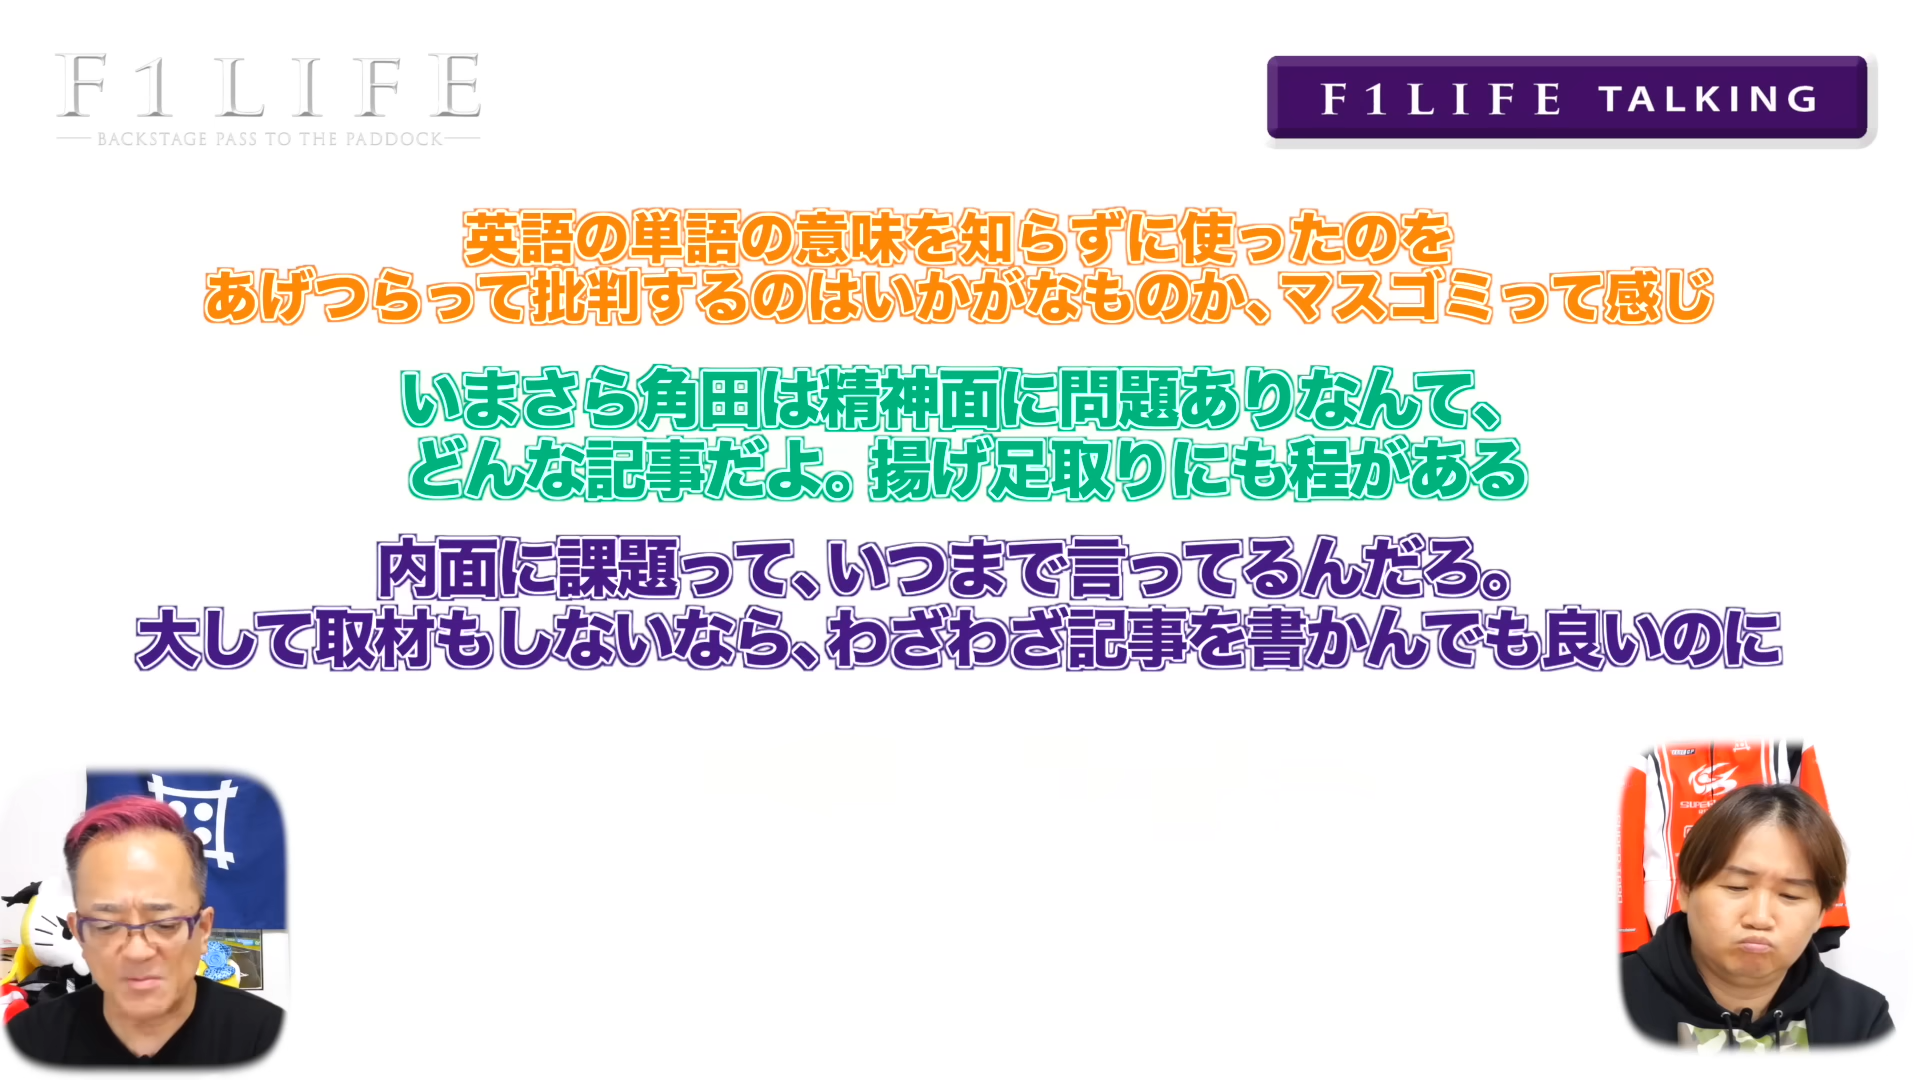 F1LIFE
BACKSTAGE PASS TO THE PADDOCK
F1LIFE TALKING
英語の単語の意味を知らずに使ったのを
あげつらって批判するのはいかがなものか、マスゴミって感じ
いまさら角田は精神面に問題ありなんて、
どんな記事だよ。揚げ足取りにも程がある
内面に課題って、いつまで言ってるんだろ。
大して取材もしないなら、わざわざ記事を書かんでも良いのに